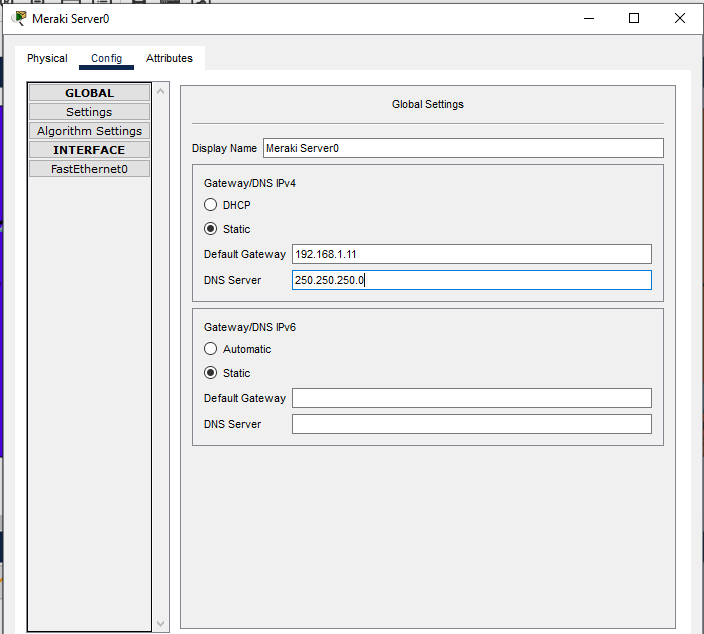 Meraki Server0
Physical Config Attributes
GLOBAL
Settings
Algorithm Settings
INTERFACE
FastEthernet0
Global Settings
Display Name Meraki Server0
Gateway/DNS IPv4
DHCP
Static
Default Gateway 192.168.1.11
DNS Server 250.250.250.0
Gateway/DNS IPv6
Automatic
Static
Default Gateway
DNS Server